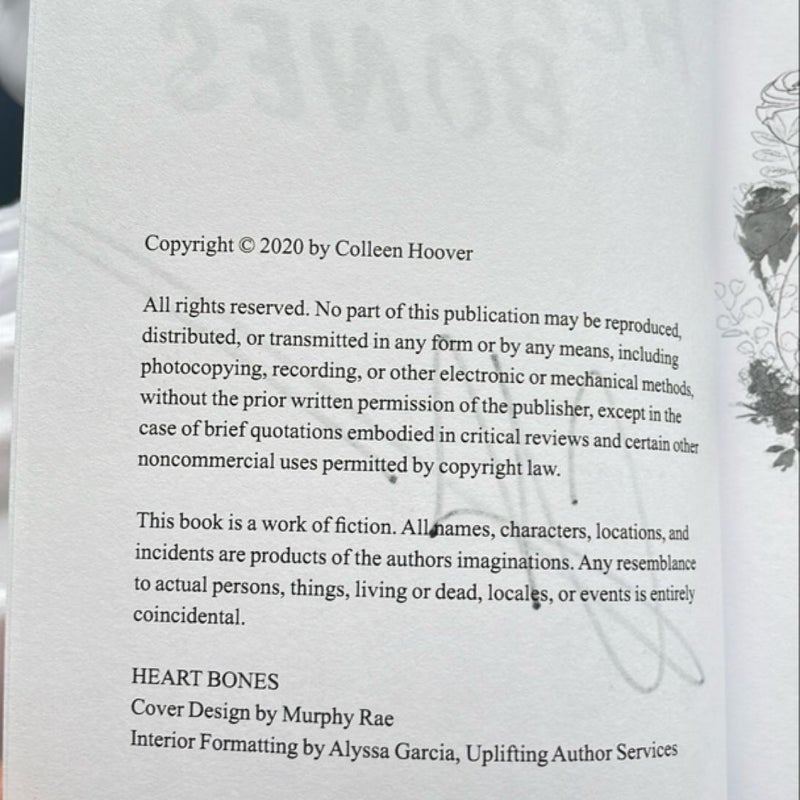 Copyright © 2020 by Colleen Hoover
All rights reserved. No part of this publication may be reproduced,
distributed, or transmitted in any form or by any means, including
photocopying, recording, or other electronic or mechanical methods,
without the prior written permission of the publisher, except in the
case of brief quotations embodied in critical reviews and certain other
noncommercial uses permitted by copyright law.
This book is a work of fiction. All names, characters, locations, and
incidents are products of the authors imaginations. Any resemblance
to actual persons, things, living or dead, locales, or events is entirely
coincidental.
HEART BONES
Cover Design by Murphy Rae
Interior Formatting by Alyssa Garcia, Uplifting Author Services